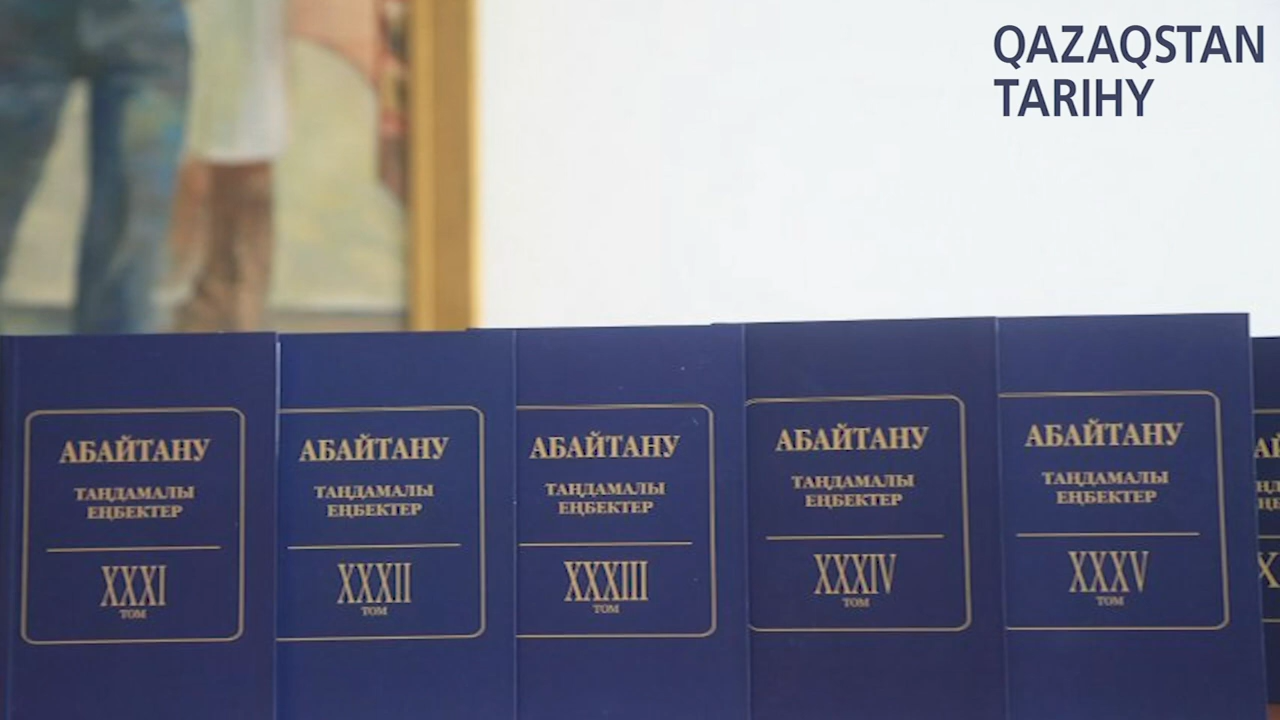 QAZAQSTAN
TARIHY
АБАЙТАНУ
ТАҢДАМАЛЫ
ЕҢБЕКТЕР
XXXI
ТОМ
АБАЙТАНУ
ТАҢДАМАЛЫ
ЕҢБЕКТЕР
XXXII
ТОМ
АБАЙТАНУ
ТАҢДАМАЛЫ
ЕҢБЕКТЕР
XXXIII
ТОМ
АБАЙТАНУ
ТАҢДАМАЛЫ
ЕҢБЕКТЕР
XXXIV
ТОМ
АБАЙТАНУ
ТАҢДАМАЛЫ
ЕҢБЕКТЕР
XXXV
ТОМ